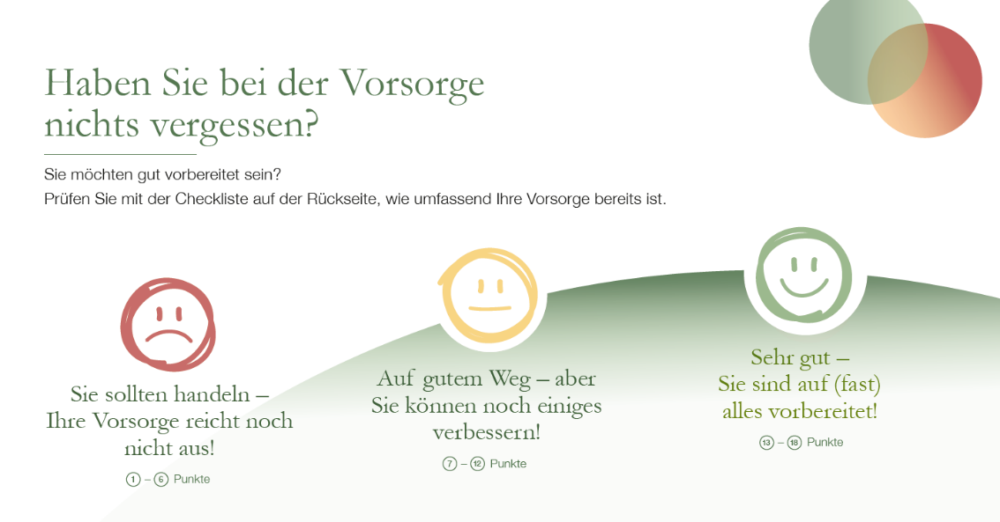 Haben Sie bei der Vorsorge
nichts vergessen?
Sie möchten gut vorbereitet sein?
Prüfen Sie mit der Checkliste auf der Rückseite, wie umfassend Ihre Vorsorge bereits ist.
Sie sollten handeln –
Ihre Vorsorge reicht noch
nicht aus!
1 – 6 Punkte
Auf gutem Weg – aber
Sie können noch einiges
verbessern!
7 – 12 Punkte
Sehr gut –
Sie sind auf (fast)
alles vorbereitet!
13 – 18 Punkte